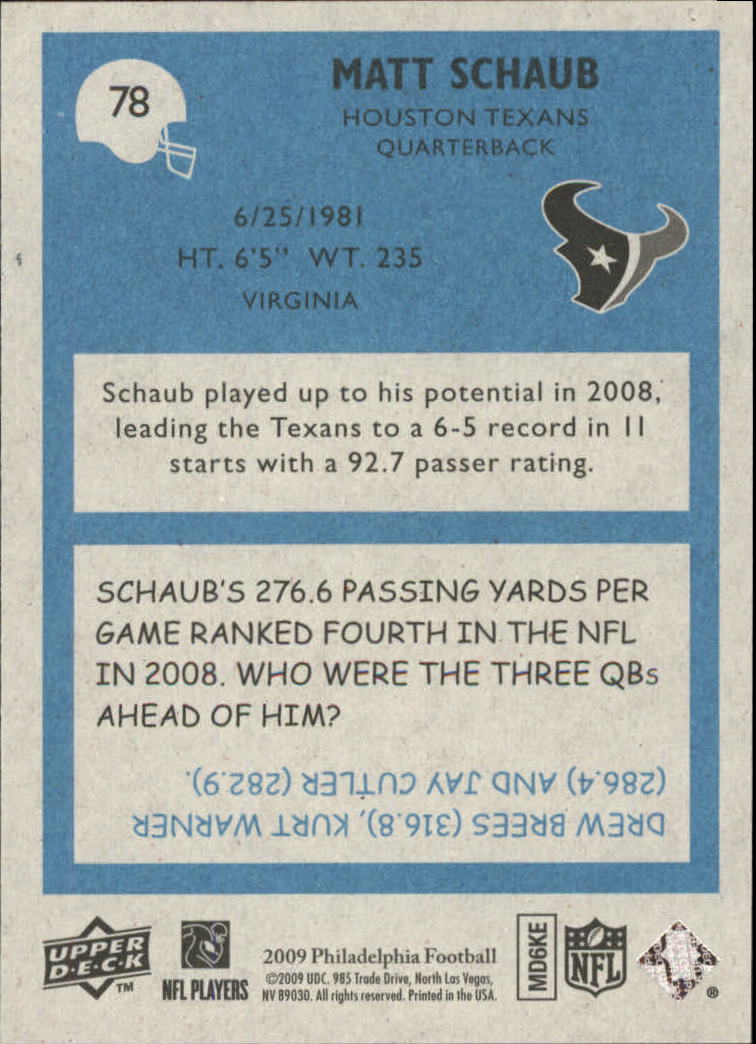 78
MATT SCHAUB
HOUSTON TEXANS
QUARTERBACK
6/25/1981
HT. 6'5" WT. 235
VIRGINIA
Schaub played up to his potential in 2008,
leading the Texans to a 6-5 record in 11
starts with a 92.7 passer rating.
SCHAUB'S 276.6 PASSING YARDS PER
GAME RANKED FOURTH IN THE NFL
IN 2008. WHO WERE THE THREE QBs
AHEAD OF HIM?
DREW BREES (316.8), KURT WARNER
(286.4) AND JAY CUTLER (282.9).
UPPER
D·E·C·K
TM
NFL PLAYERS
2009 Philadelphia Football
©2009 UDC. 985 Trade Drive, North Las Vegas,
NV 89030. All rights reserved. Printed in the USA.
MD6KE
NFL
®